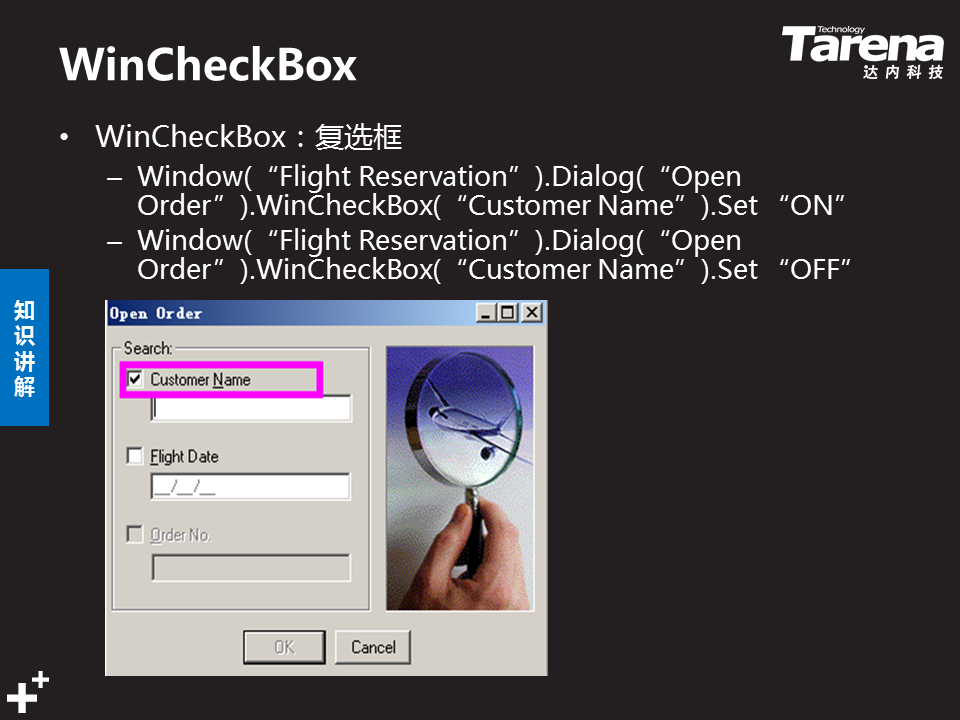 WinCheckBox
Technology
Tarena
达内科技
• WinCheckBox：复选框
– Window(“Flight Reservation”).Dialog(“Open
Order”).WinCheckBox(“Customer Name”).Set “ON”
– Window(“Flight Reservation”).Dialog(“Open
Order”).WinCheckBox(“Customer Name”).Set “OFF”
知
识
讲
解
Open Order
Search:
Customer Name
Flight Date
__/__/__
Order No.
OK
Cancel